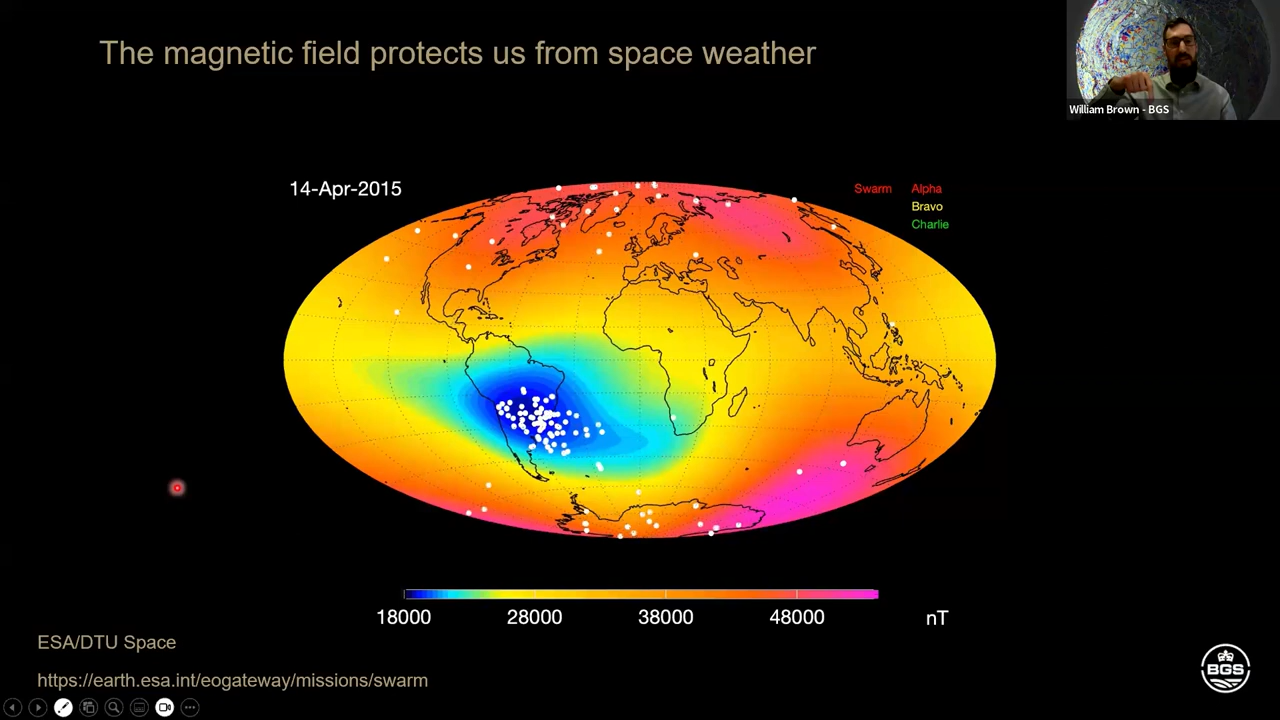 The magnetic field protects us from space weather
William Brown - BGS
14-Apr-2015
Swarm Alpha
Bravo
Charlie
18000 28000 38000 48000 nT
ESA/DTU Space
https://earth.esa.int/eogateway/missions/swarm
BGS